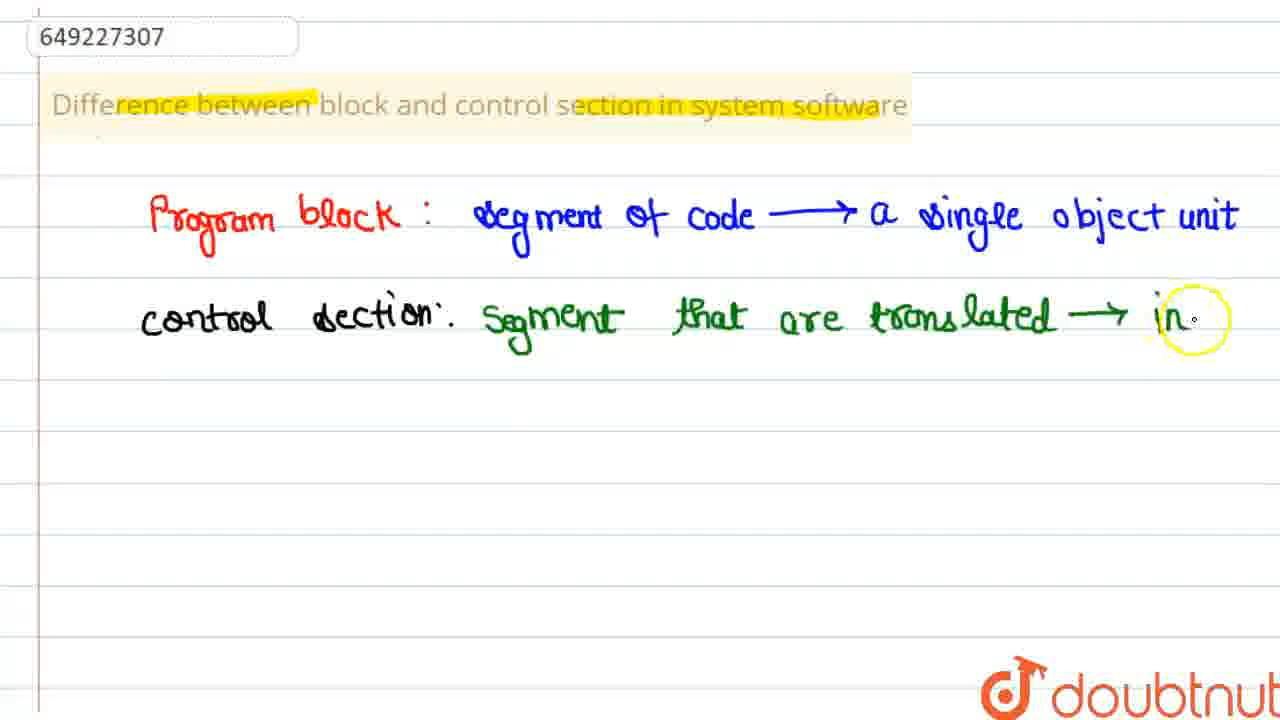 649227307
Difference between block and control section in system software
Program block : segment of code → a single object unit
control section: segment that are translated → in
doubtnut